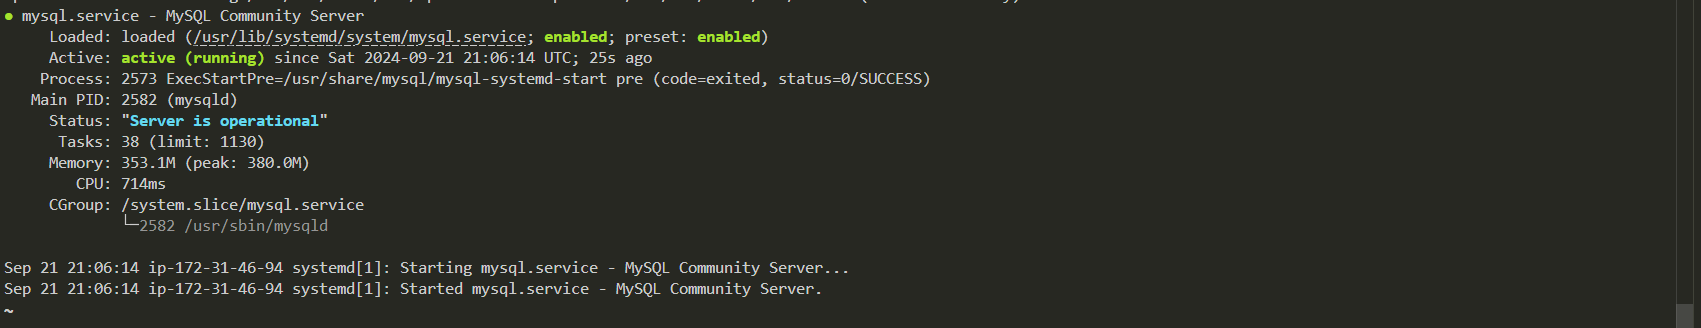 ● mysql.service - MySQL Community Server
     Loaded: loaded (/usr/lib/systemd/system/mysql.service; enabled; preset: enabled)
     Active: active (running) since Sat 2024-09-21 21:06:14 UTC; 25s ago
    Process: 2573 ExecStartPre=/usr/share/mysql/mysql-systemd-start pre (code=exited, status=0/SUCCESS)
   Main PID: 2582 (mysqld)
     Status: "Server is operational"
      Tasks: 38 (limit: 1130)
     Memory: 353.1M (peak: 380.0M)
        CPU: 714ms
     CGroup: /system.slice/mysql.service
             └─2582 /usr/sbin/mysqld

Sep 21 21:06:14 ip-172-31-46-94 systemd[1]: Starting mysql.service - MySQL Community Server...
Sep 21 21:06:14 ip-172-31-46-94 systemd[1]: Started mysql.service - MySQL Community Server.
~